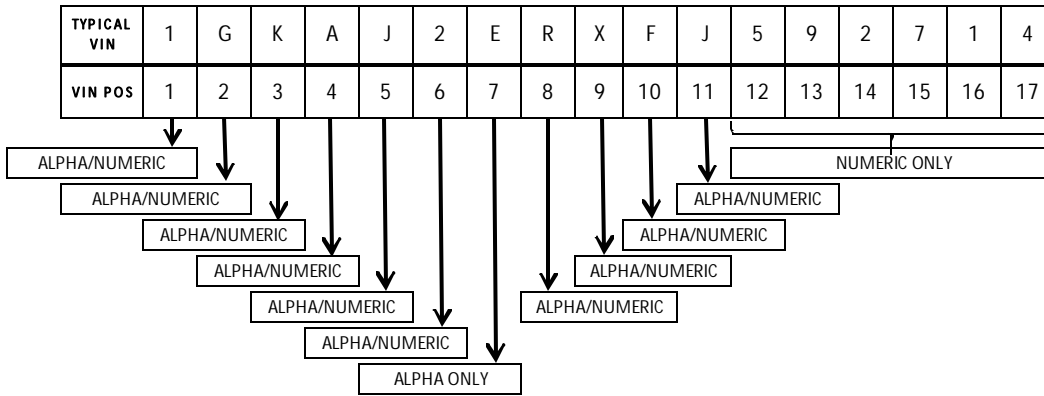 TYPICAL VIN 1 G K A J 2 E R X F J 5 9 2 7 1 4
VIN POS 1 2 3 4 5 6 7 8 9 10 11 12 13 14 15 16 17
ALPHA/NUMERIC NUMERIC ONLY
ALPHA/NUMERIC ALPHA/NUMERIC
ALPHA/NUMERIC ALPHA/NUMERIC
ALPHA/NUMERIC ALPHA/NUMERIC
ALPHA/NUMERIC ALPHA/NUMERIC
ALPHA/NUMERIC
ALPHA ONLY